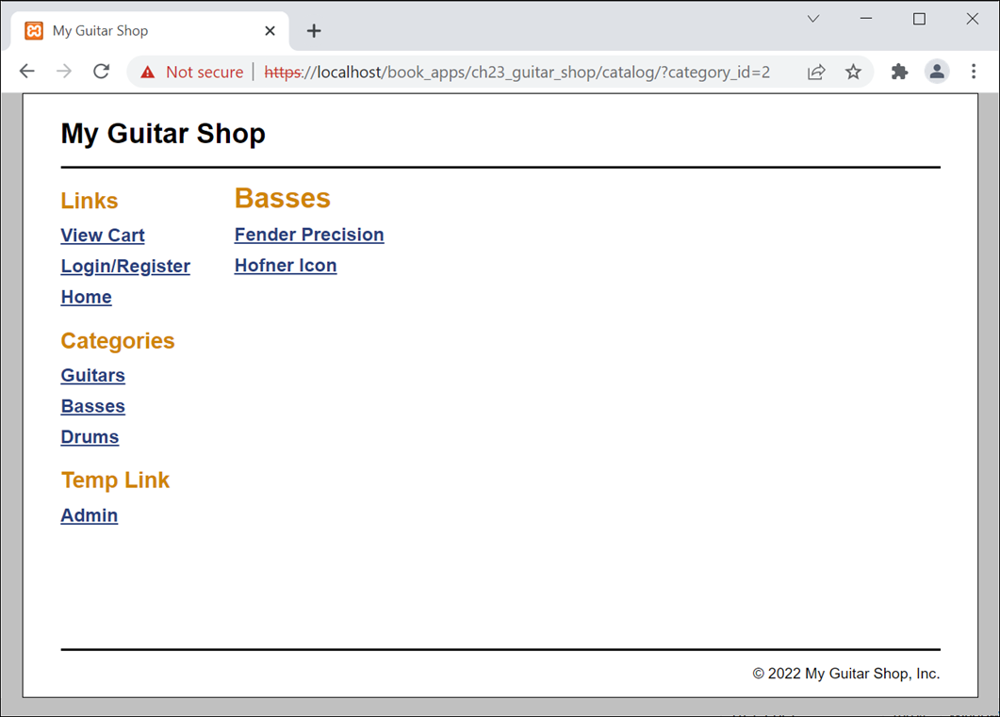 My Guitar Shop
Not secure | https://localhost/book_apps/ch23_guitar_shop/catalog/?category_id=2
My Guitar Shop
Links
View Cart
Login/Register
Home
Categories
Guitars
Basses
Drums
Temp Link
Admin
Basses
Fender Precision
Hofner Icon
© 2022 My Guitar Shop, Inc.